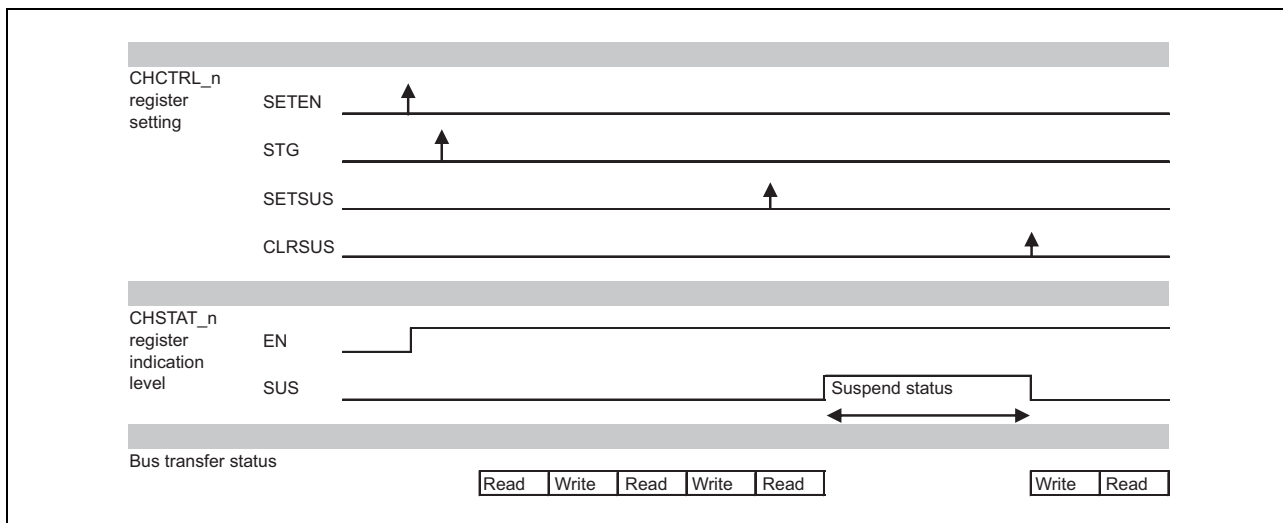 CHCTRL_n
register
setting
SETEN
STG
SETSUS
CLRSUS
CHSTAT_n
register
indication
level
EN
SUS
Suspend status
Bus transfer status
Read Write Read Write Read Write Read